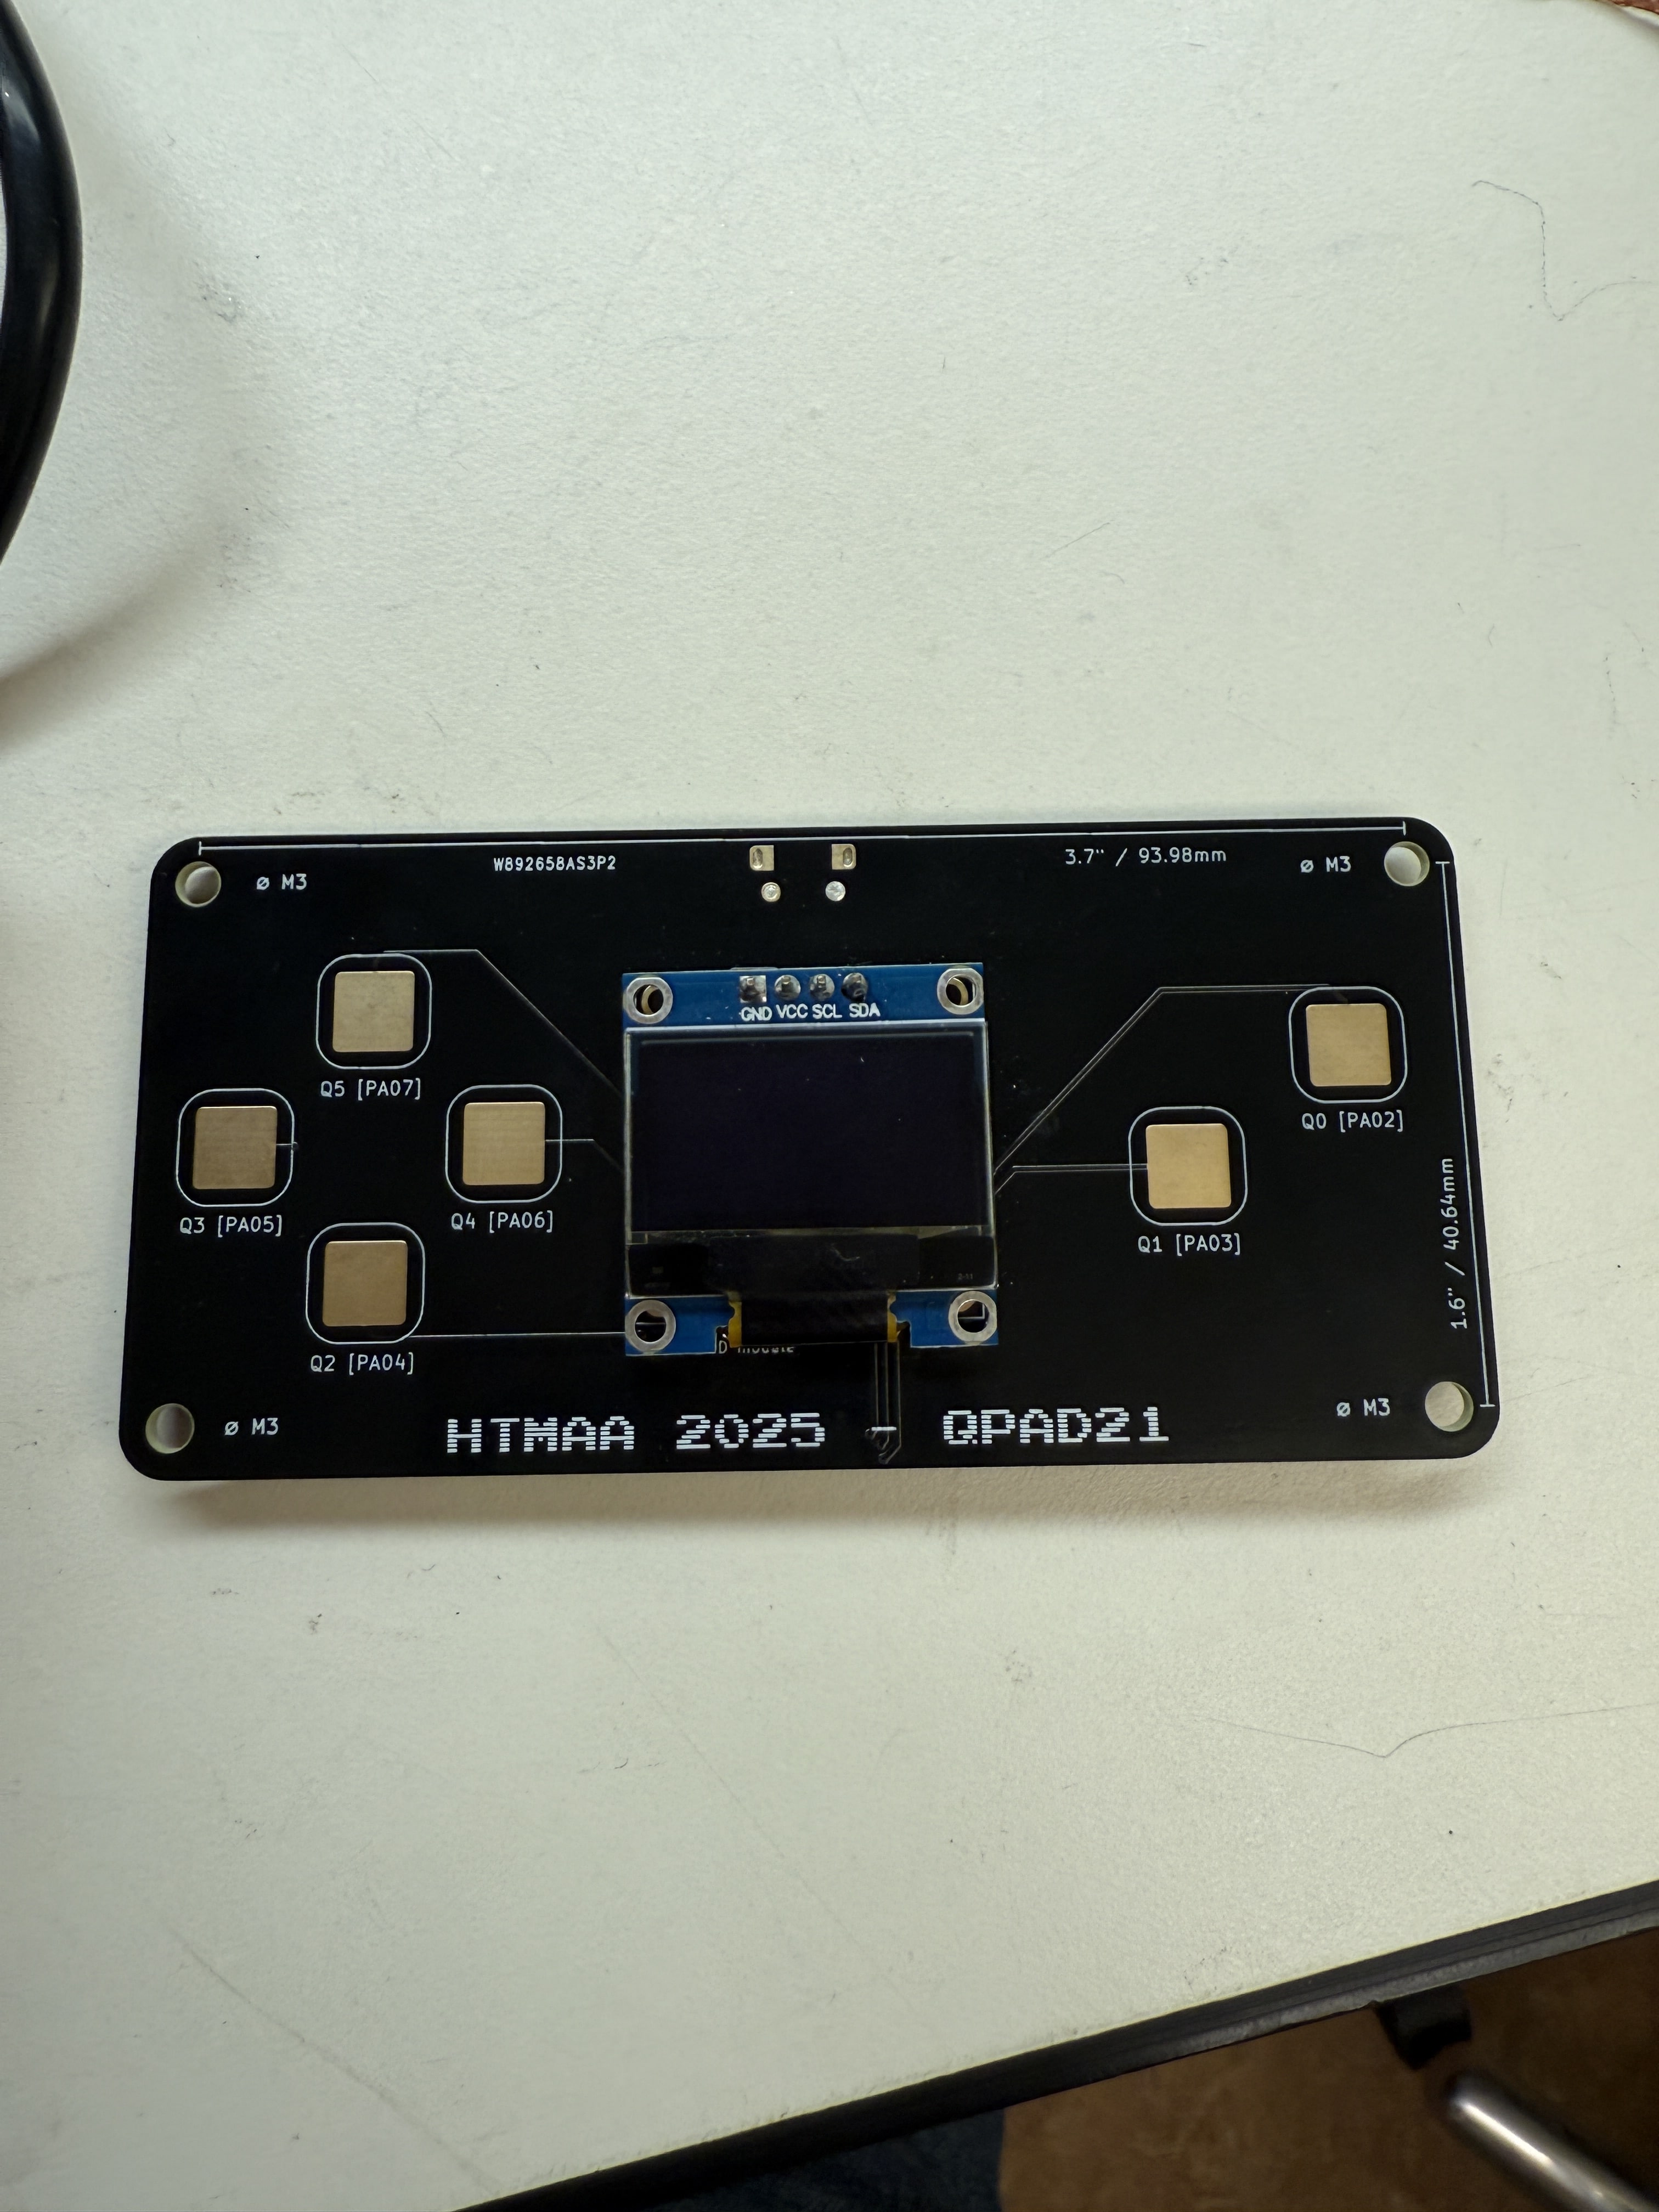 W892658AS3P2
3.7" / 93.98mm
ø M3
ø M3
GND VCC SCL SDA
Q5 [PA07]
Q0 [PA02]
Q3 [PA05]
Q4 [PA06]
Q1 [PA03]
1.6" / 40.64mm
Q2 [PA04]
module
ø M3
HTMAA 2025 - QPAD21
ø M3